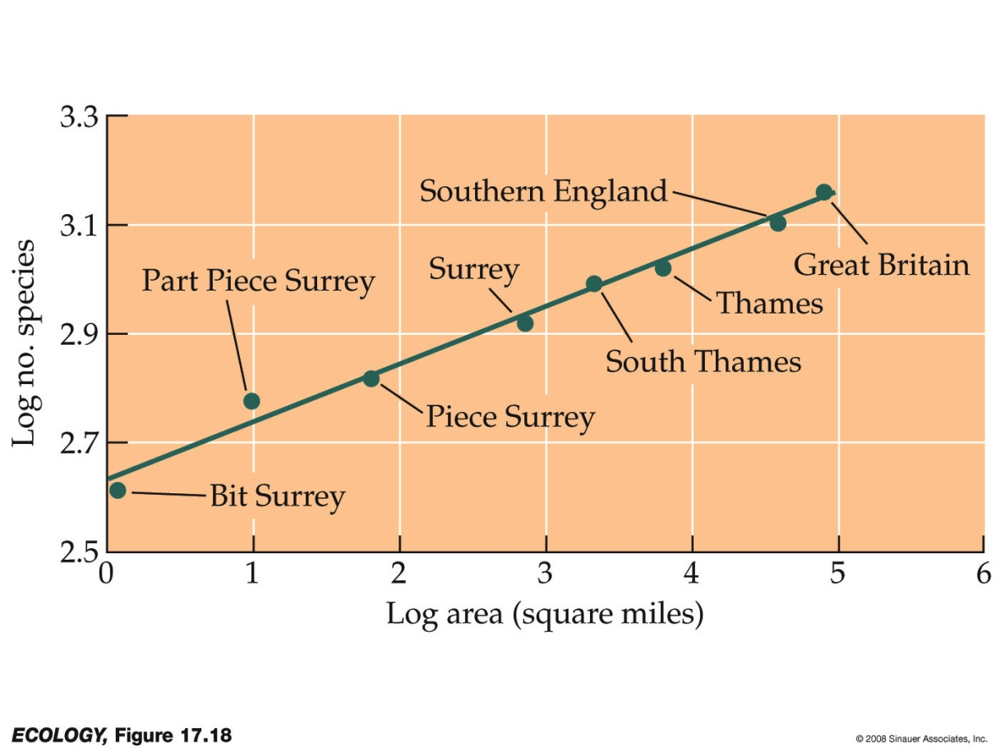 3.3
Southern England
3.1
Great Britain
Surrey
Part Piece Surrey
Thames
2.9
South Thames
Piece Surrey
2.7
Bit Surrey
2.5
0 1 2 3 4 5 6
Log no. species
Log area (square miles)
ECOLOGY, Figure 17.18
© 2008 Sinauer Associates, Inc.